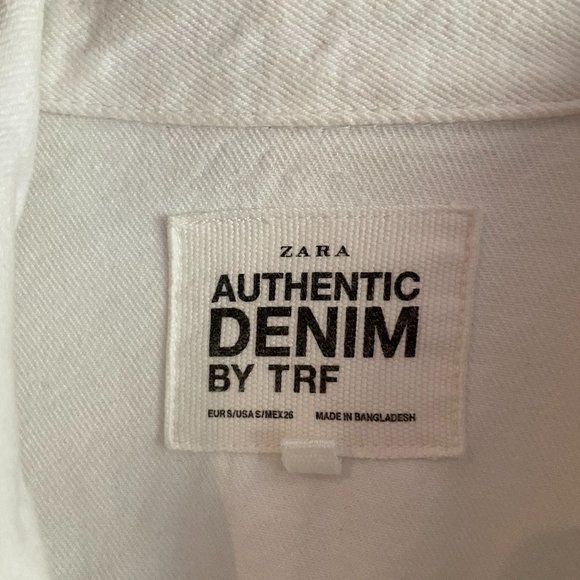 ZARA
AUTHENTIC
DENIM
BY TRF
EUR S/USA S/MEX 26 MADE IN BANGLADESH